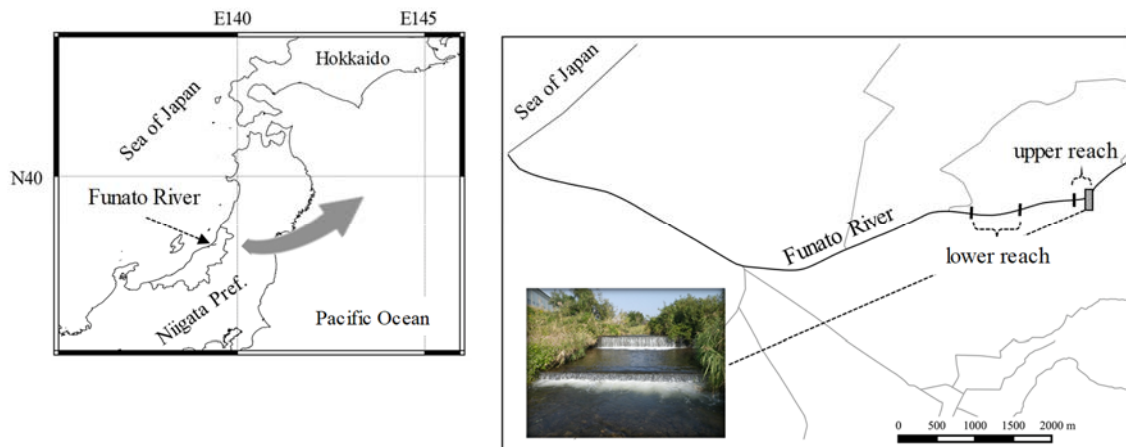 E140
E145
Hokkaido
Sea of Japan
N40
Funato River
Niigata Pref.
Pacific Ocean
Sea of Japan
upper reach
Funato River
lower reach
0 500 1000 1500 2000 m